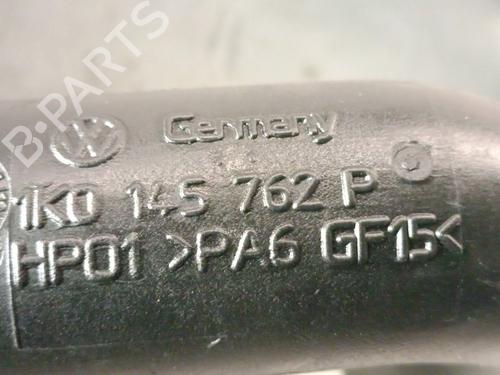 B-PARTS
Germany
1K0 145 762 P
HP01 >PA6 GF15<